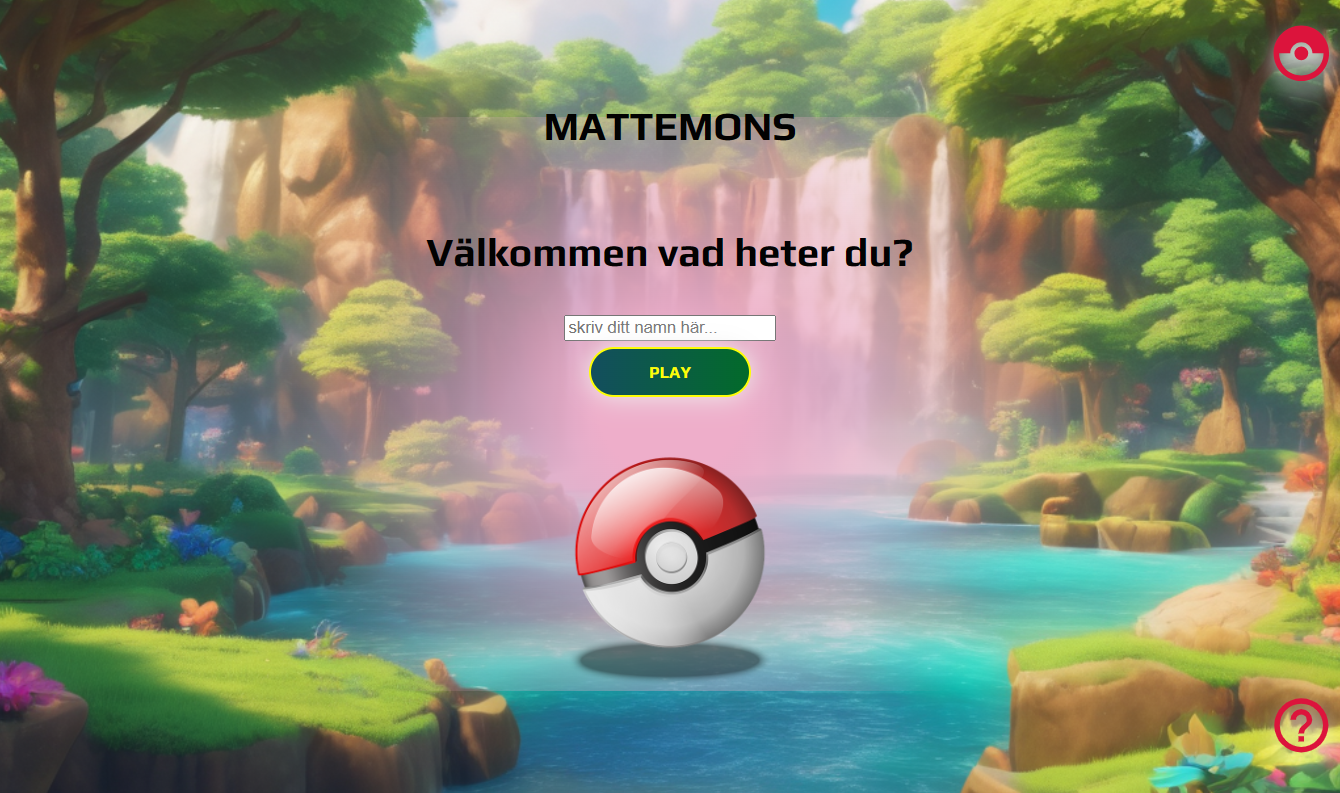 MATTEMONS
Välkommen vad heter du?
skriv ditt namn här...
PLAY
?